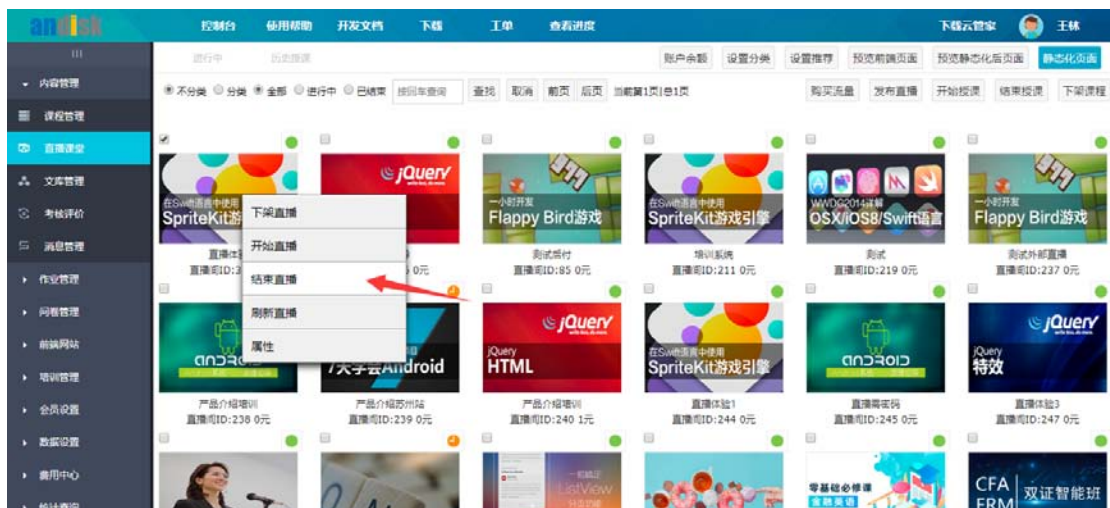 andisk 控制台 使用帮助 开发文档 下载 工单 查看进度 下载云管家 王林
进行中 历史授课 账户余额 设置分类 设置推荐 预览前端页面 预览静态化后页面 静态化页面
内容管理
不分类 分类 全部 进行中 已结束 按回车查询 查找 取消 前页 后页 当前第1页|总1页 购买流量 发布直播 开始授课 结束授课 下架课程
课程管理
直播课堂
文库管理
考核评价
消息管理
作业管理
问卷管理
前端网站
培训管理
会员设置
数据设置
费用中心
统计查询
在Swift语言中使用
SpriteKit游
jQuery
write less, do more.
一小时开发
Flappy Bird游戏
在Swift语言中使用
SpriteKit游戏引擎
WWDC2014详解
OSX/iOS8/Swift语言
一小时开发
Flappy Bird游戏
下架直播
开始直播
结束直播
刷新直播
属性
直播体
直播间ID:3
0元
测试后付
直播间ID:85 0元
培训系统
直播间ID:211 0元
测试
直播间ID:219 0元
测试外部直播
直播间ID:237 0元
android
7天学会Android
jQuery
jQuery
HTML
在Swift语言中使用
SpriteKit游戏引擎
android
jQuery
jQuery
特效
产品介绍培训
直播间ID:238 0元
产品介绍苏州站
直播间ID:239 0元
产品介绍培训
直播间ID:240 1元
直播体验1
直播间ID:244 0元
直播需密码
直播间ID:245 0元
直播体验3
直播间ID:247 0元
一起搞定
ListView
零基础必修课
金融英语
CFA
FRM
双证智能班